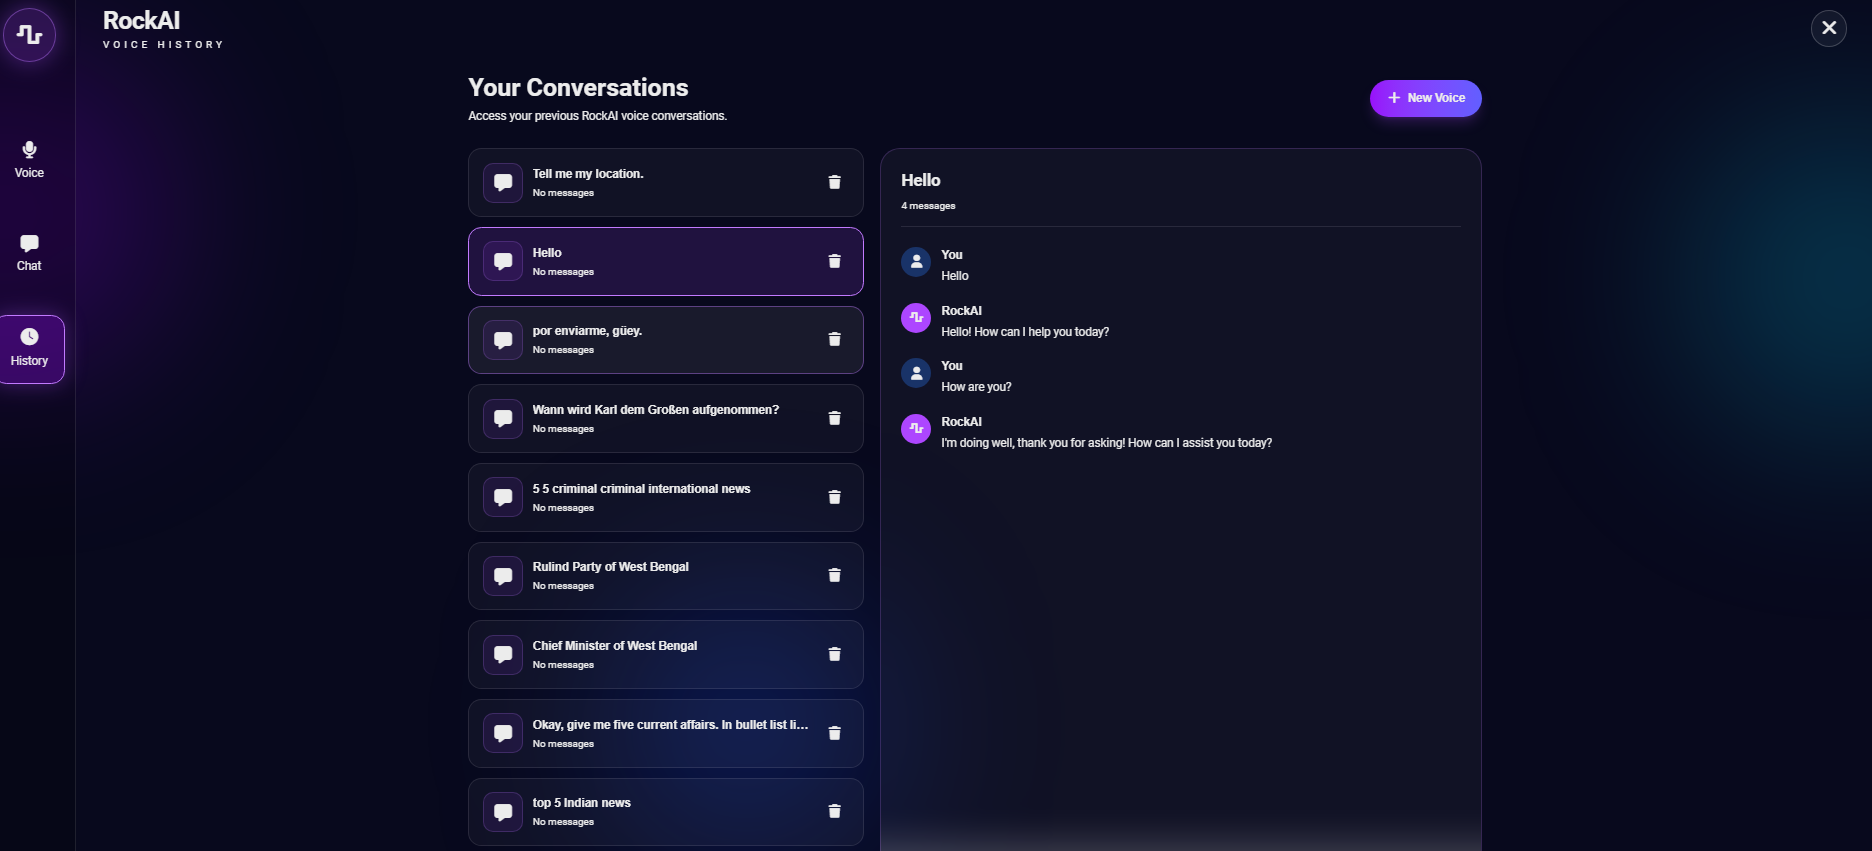 RockAI
VOICE HISTORY
Voice
Chat
History
Your Conversations
Access your previous RockAI voice conversations.
New Voice
Tell me my location.
No messages
Hello
No messages
por enviarme, güey.
No messages
Wann wird Karl dem Großen aufgenommen?
No messages
5 5 criminal criminal international news
No messages
Rulind Party of West Bengal
No messages
Chief Minister of West Bengal
No messages
Okay, give me five current affairs. In bullet list li...
No messages
top 5 Indian news
No messages
Hello
4 messages
You
Hello
RockAI
Hello! How can I help you today?
You
How are you?
RockAI
I'm doing well, thank you for asking! How can I assist you today?